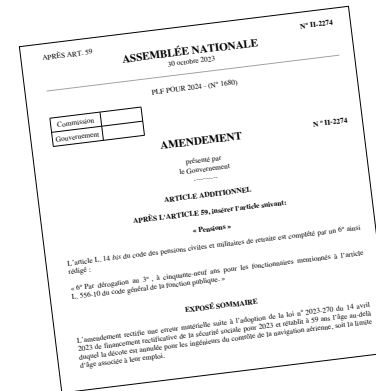 APRÈS ART. 59
N° II-2274
ASSEMBLÉE NATIONALE
30 octobre 2023
PLF POUR 2024 - (N° 1680)
Commission
Gouvernement
N° II-2274
AMENDEMENT
présenté par
le Gouvernement
----------
ARTICLE ADDITIONNEL
APRÈS L'ARTICLE 59, insérer l'article suivant:
« Pensions »
L'article L. 14 bis du code des pensions civiles et militaires de retraite est complété par un 6° ainsi
rédigé :
« 6° Par dérogation au 3°, à cinquante-neuf ans pour les fonctionnaires mentionnés à l'article
L. 556-10 du code général de la fonction publique. »
EXPOSÉ SOMMAIRE
L'amendement rectifie une erreur matérielle suite à l'adoption de la loi n° 2023-270 du 14 avril
2023 de financement rectificative de la sécurité sociale pour 2023 et rétablit à 59 ans l'âge au-delà
duquel la décote est annulée pour les ingénieurs du contrôle de la navigation aérienne, soit la limite
d'âge associée à leur emploi.